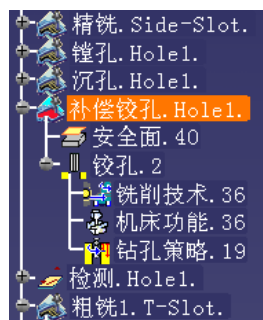 精铣.Side-Slot.
镗孔.Hole1.
沉孔.Hole1.
补偿铰孔.Hole1.
安全面.40
铰孔.2
铣削技术.36
机床功能.36
钻孔策略.19
检测.Hole1.
粗铣1.T-Slot.